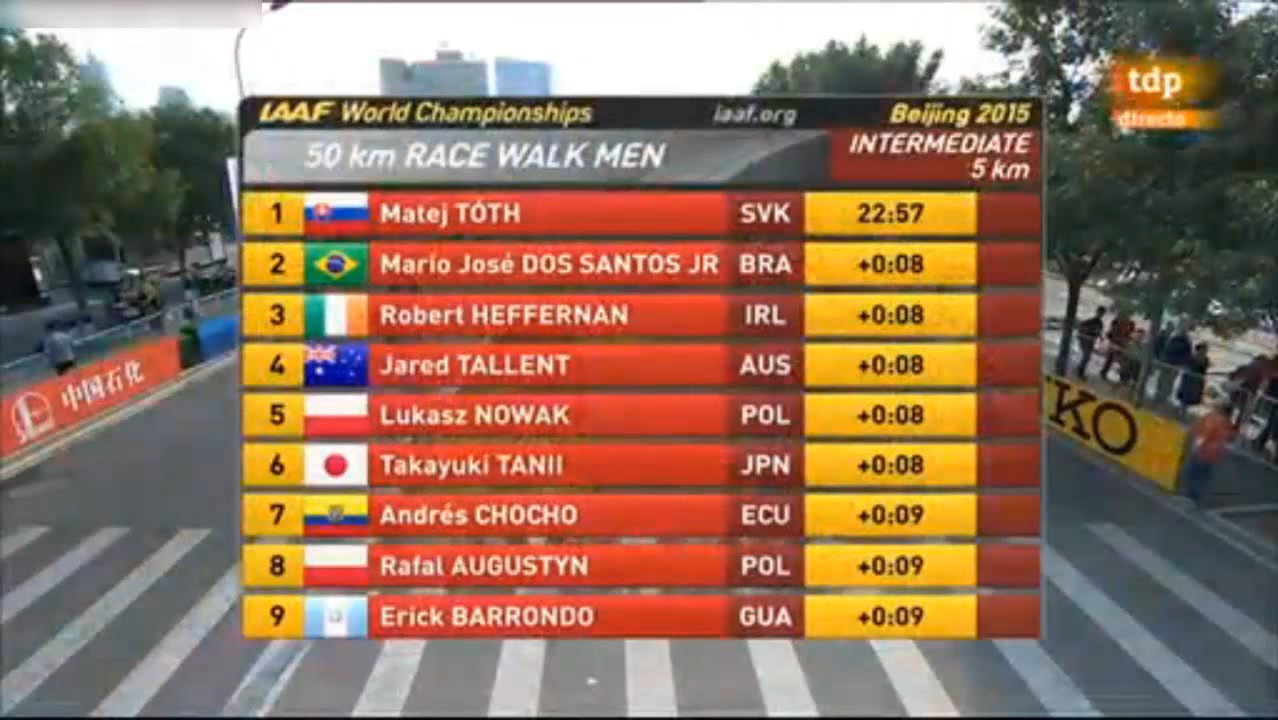 tdp
directo
IAAF World Championships iaaf.org Beijing 2015
50 km RACE WALK MEN INTERMEDIATE
5 km
1 Matej TÓTH SVK 22:57
2 Mario José DOS SANTOS JR BRA +0:08
3 Robert HEFFERNAN IRL +0:08
4 Jared TALLENT AUS +0:08
5 Lukasz NOWAK POL +0:08
6 Takayuki TANII JPN +0:08
7 Andrés CHOCHO ECU +0:09
8 Rafal AUGUSTYN POL +0:09
9 Erick BARRONDO GUA +0:09
中国石化
KO